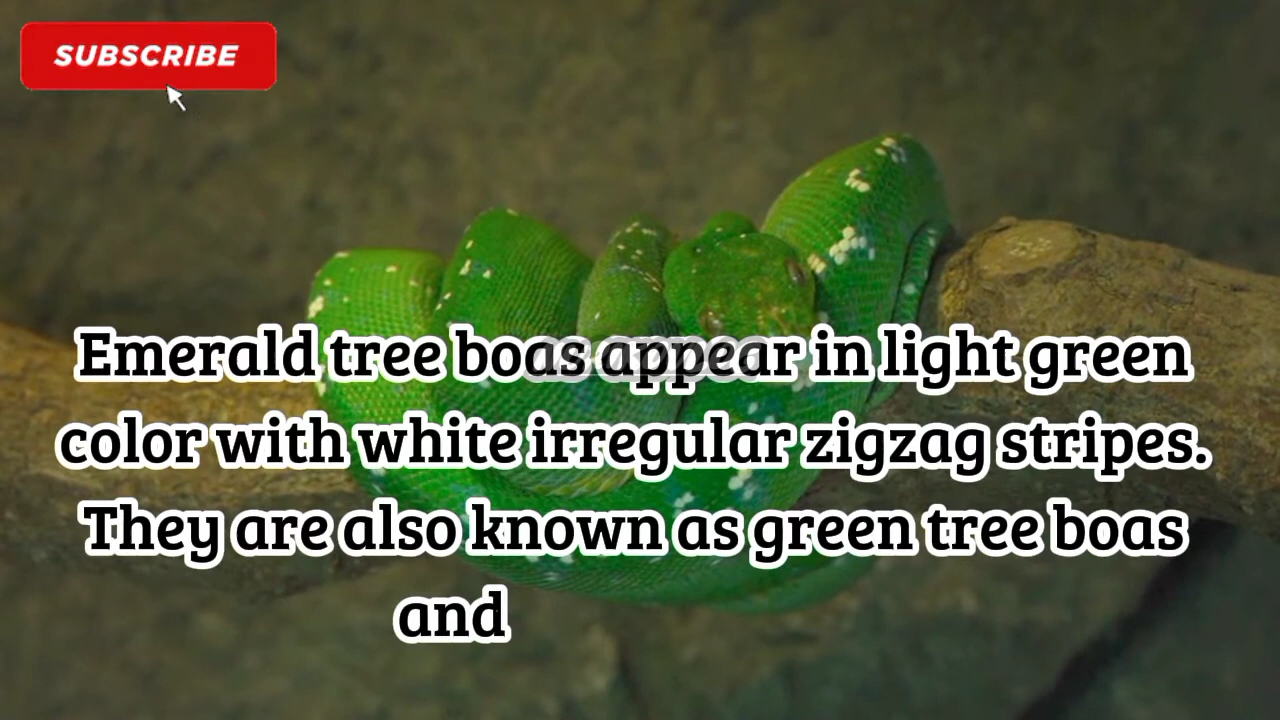 SUBSCRIBE
Emerald tree boas appear in light green
color with white irregular zigzag stripes.
They are also known as green tree boas
and